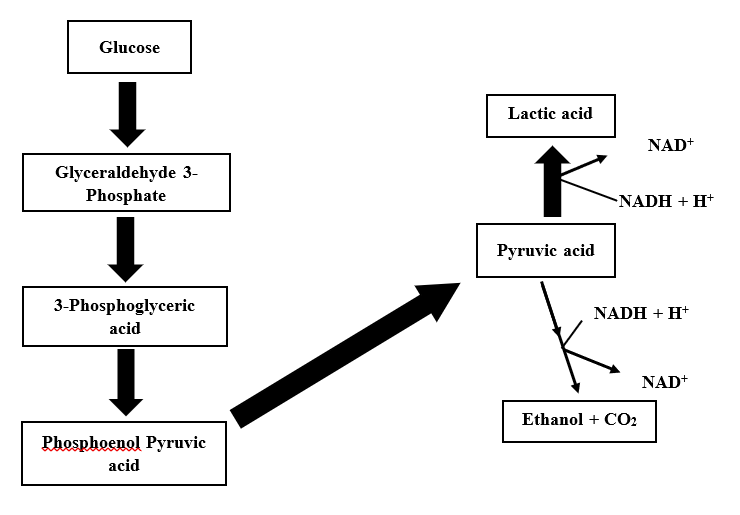 Glucose
Glyceraldehyde 3-
Phosphate
3-Phosphoglyceric
acid
Phosphoenol Pyruvic
acid
Lactic acid
NAD⁺
NADH + H⁺
Pyruvic acid
NADH + H⁺
NAD⁺
Ethanol + CO₂